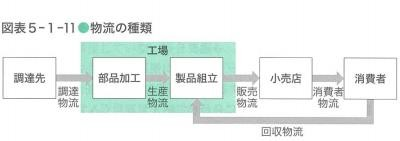 図表5-1-11●物流の種類
工場
調達先
部品加工
製品組立
小売店
消費者
調達
物流
生産
物流
販売
物流
消費者
物流
回収物流